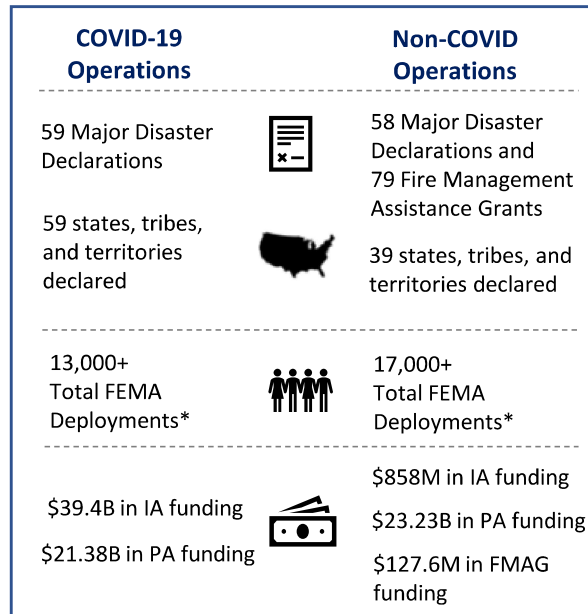 COVID-19
Operations
Non-COVID
Operations
59 Major Disaster
Declarations
58 Major Disaster
Declarations and
79 Fire Management
Assistance Grants
59 states, tribes,
and territories
declared
39 states, tribes, and
territories declared
13,000+
Total FEMA
Deployments*
17,000+
Total FEMA
Deployments*
$39.4B in IA funding
$21.38B in PA funding
$858M in IA funding
$23.23B in PA funding
$127.6M in FMAG
funding